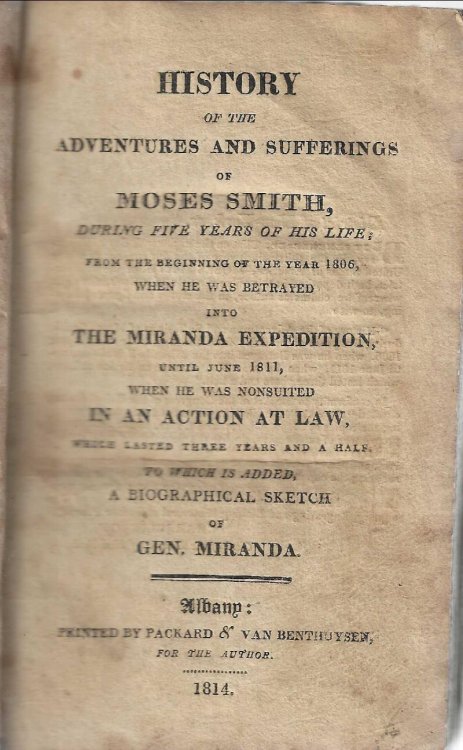 HISTORY
OF THE
ADVENTURES AND SUFFERINGS
OF
MOSES SMITH,
DURING FIVE YEARS OF HIS LIFE;
FROM THE BEGINNING OF THE YEAR 1806,
WHEN HE WAS BETRAYED
INTO
THE MIRANDA EXPEDITION,
UNTIL JUNE 1811,
WHEN HE WAS NONSUITED
IN AN ACTION AT LAW,
WHICH LASTED THREE YEARS AND A HALF.
TO WHICH IS ADDED,
A BIOGRAPHICAL SKETCH
OF
GEN. MIRANDA.
Albany:
PRINTED BY PACKARD & VAN BENTHUYSEN,
FOR THE AUTHOR.
1814.